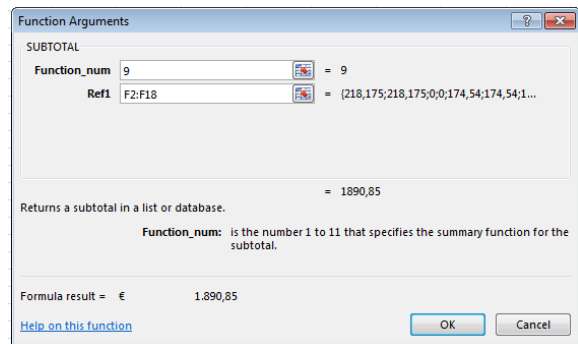 Function Arguments
SUBTOTAL
Function_num 9 = 9
Ref1 F2:F18 = {218,175;218,175;0;0;174,54;174,54;1...
= 1890,85
Returns a subtotal in a list or database.
Function_num: is the number 1 to 11 that specifies the summary function for the
subtotal.
Formula result = € 1.890,85
Help on this function OK Cancel